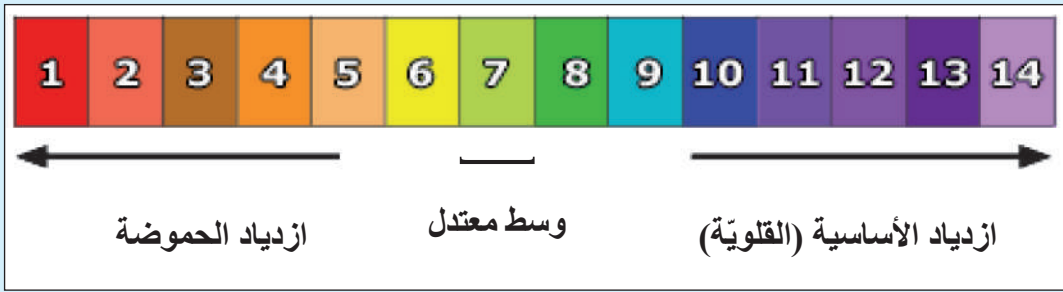 1 2 3 4 5 6 7 8 9 10 11 12 13 14
ازدياد الأساسية (القلويّة)
وسط معتدل
ازدياد الحموضة